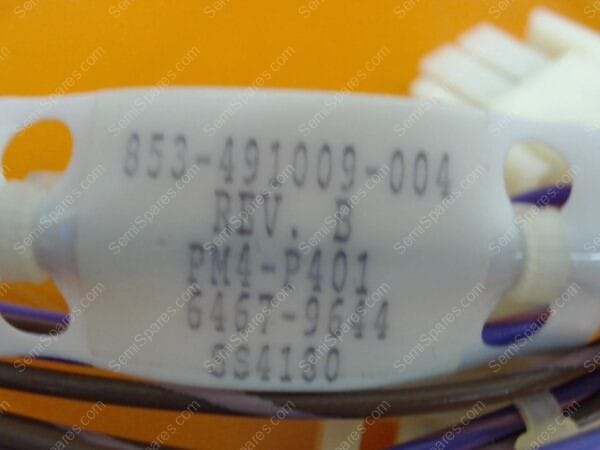 853-491009-004
REV. B
PM4-P401
6467-9644
SS4180
SemiSpares.com